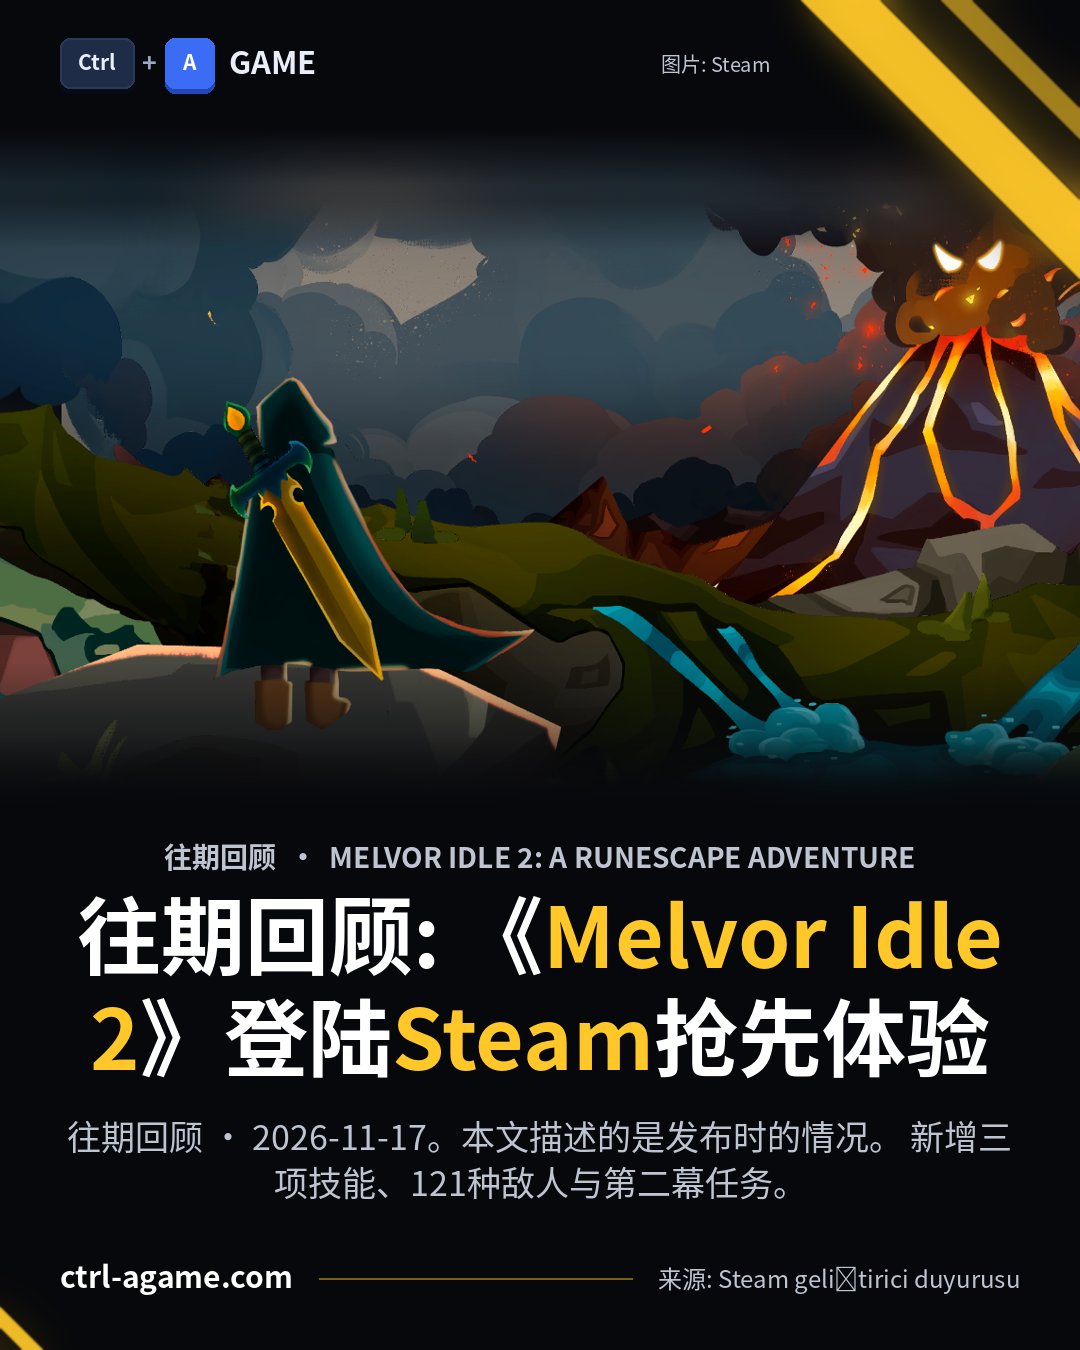 Ctrl + A GAME
图片: Steam
往期回顾 • MELVOR IDLE 2: A RUNESCAPE ADVENTURE
往期回顾: 《Melvor Idle
2》登陆Steam抢先体验
往期回顾 • 2026-11-17。本文描述的是发布时的情况。 新增三
项技能、121种敌人与第二幕任务。
ctrl-agame.com
来源: Steam geli☒tirici duyurusu